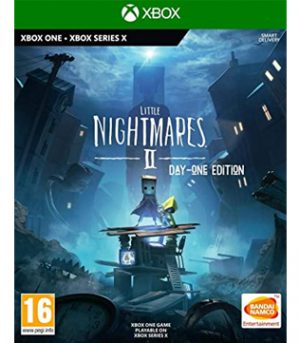 XBOX
XBOX ONE • XBOX SERIES X
SMART
DELIVERY
LITTLE
NIGHTMARES
II
DAY-ONE EDITION
16
www.pegi.info
XBOX ONE GAME
PLAYABLE ON
XBOX SERIES X
BANDAI
NAMCO
Entertainment